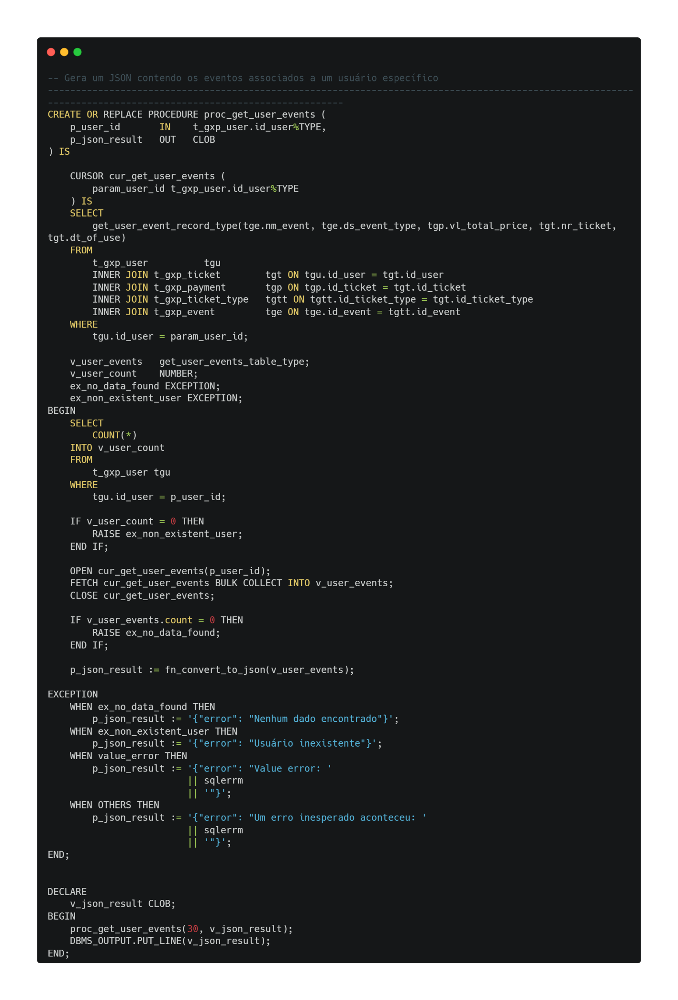 -- Gera um JSON contendo os eventos associados a um usuário específico
---------------------------------------------------------------------------------------------------------
-----------------------------------------------------
CREATE OR REPLACE PROCEDURE proc_get_user_events (
    p_user_id       IN    t_gxp_user.id_user%TYPE,
    p_json_result   OUT   CLOB
) IS

    CURSOR cur_get_user_events (
        param_user_id t_gxp_user.id_user%TYPE
    ) IS
    SELECT
        get_user_event_record_type(tge.nm_event, tge.ds_event_type, tgp.vl_total_price, tgt.nr_ticket,
tgt.dt_of_use)
    FROM
        t_gxp_user          tgu
        INNER JOIN t_gxp_ticket        tgt ON tgu.id_user = tgt.id_user
        INNER JOIN t_gxp_payment       tgp ON tgp.id_ticket = tgt.id_ticket
        INNER JOIN t_gxp_ticket_type   tgtt ON tgtt.id_ticket_type = tgt.id_ticket_type
        INNER JOIN t_gxp_event         tge ON tge.id_event = tgtt.id_event
    WHERE
        tgu.id_user = param_user_id;

    v_user_events   get_user_events_table_type;
    v_user_count    NUMBER;
    ex_no_data_found EXCEPTION;
    ex_non_existent_user EXCEPTION;
BEGIN
    SELECT
        COUNT(*)
    INTO v_user_count
    FROM
        t_gxp_user tgu
    WHERE
        tgu.id_user = p_user_id;

    IF v_user_count = 0 THEN
        RAISE ex_non_existent_user;
    END IF;

    OPEN cur_get_user_events(p_user_id);
    FETCH cur_get_user_events BULK COLLECT INTO v_user_events;
    CLOSE cur_get_user_events;

    IF v_user_events.count = 0 THEN
        RAISE ex_no_data_found;
    END IF;

    p_json_result := fn_convert_to_json(v_user_events);

EXCEPTION
    WHEN ex_no_data_found THEN
        p_json_result := '{"error": "Nenhum dado encontrado"}';
    WHEN ex_non_existent_user THEN
        p_json_result := '{"error": "Usuário inexistente"}';
    WHEN value_error THEN
        p_json_result := '{"error": "Value error: '
                         || sqlerrm
                         || '"}';
    WHEN OTHERS THEN
        p_json_result := '{"error": "Um erro inesperado aconteceu: '
                         || sqlerrm
                         || '"}';
END;


DECLARE
    v_json_result CLOB;
BEGIN
    proc_get_user_events(30, v_json_result);
    DBMS_OUTPUT.PUT_LINE(v_json_result);
END;